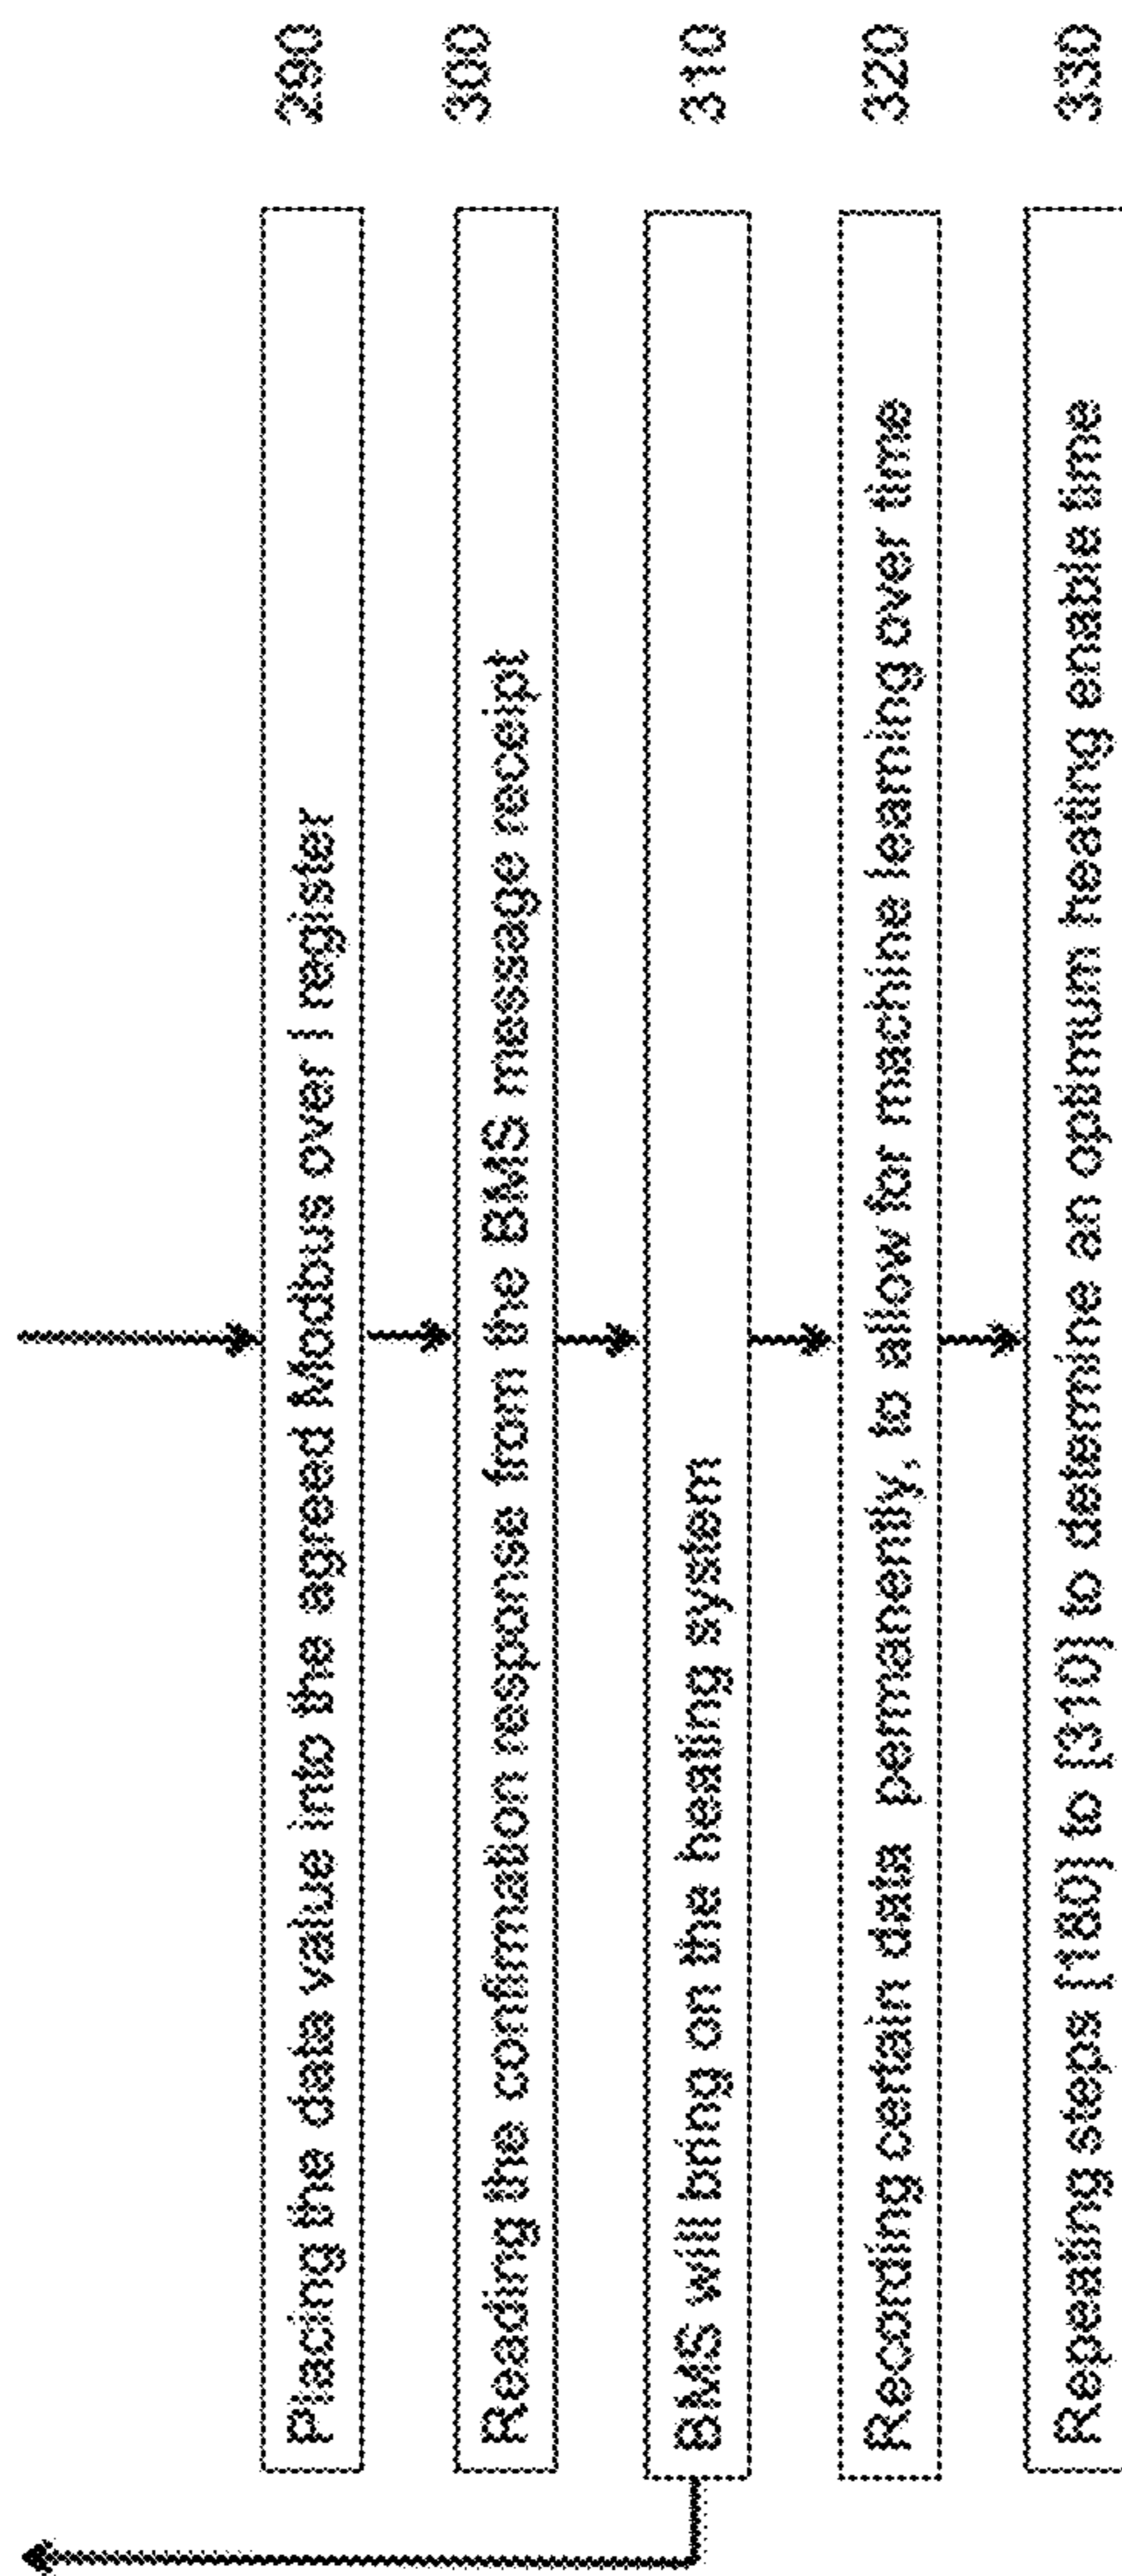 Placing the data value into the agreed Modbus over I register 290
Reading the confirmation response from the BMS message receipt 300
BMS will bring on the heating system 310
Recording certain data permanently, to allow for machine learning over time 320
Repeating steps [180] to [310] to determine an optimum heating enable time 330